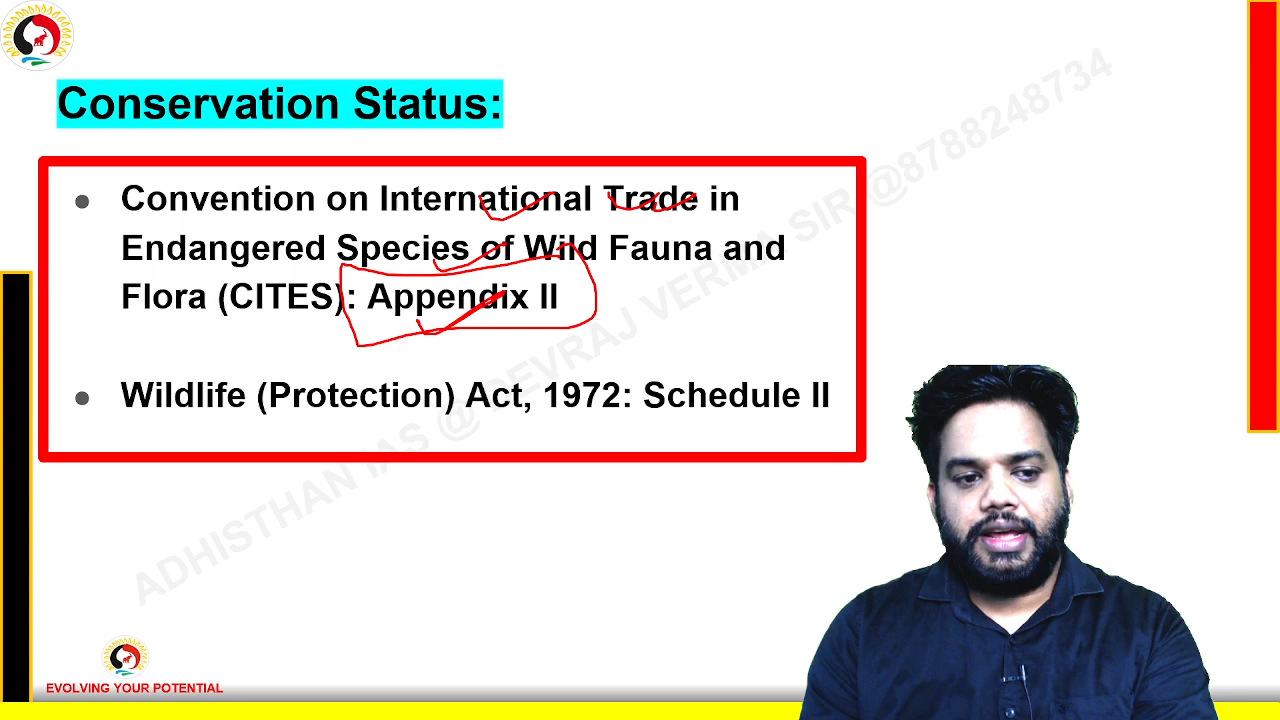 Conservation Status:
Convention on International Trade in
Endangered Species of Wild Fauna and
Flora (CITES): Appendix II
Wildlife (Protection) Act, 1972: Schedule II
ADHISTHAN IAS @ DEVRAJ VERMA SIR @8788248734
EVOLVING YOUR POTENTIAL